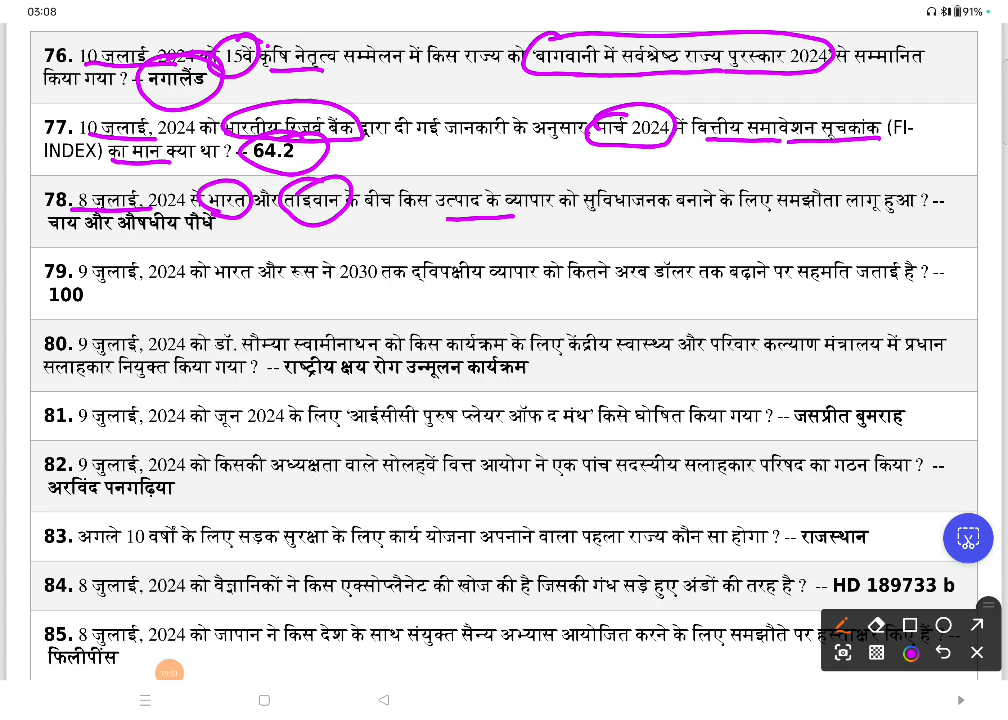 03:08
91%
76. 10 जुलाई, 2024 को 15वें कृषि नेतृत्व सम्मेलन में किस राज्य को 'बागवानी में सर्वश्रेष्ठ राज्य पुरस्कार 2024' से सम्मानित
किया गया ? -- नगालैंड
77. 10 जुलाई, 2024 को भारतीय रिजर्व बैंक द्वारा दी गई जानकारी के अनुसार, मार्च 2024 में वित्तीय समावेशन सूचकांक (FI-
INDEX) का मान क्या था ? -- 64.2
78. 8 जुलाई, 2024 से भारत और ताइवान के बीच किस उत्पाद के व्यापार को सुविधाजनक बनाने के लिए समझौता लागू हुआ ? --
चाय और औषधीय पौधे
79. 9 जुलाई, 2024 को भारत और रूस ने 2030 तक द्विपक्षीय व्यापार को कितने अरब डॉलर तक बढ़ाने पर सहमति जताई है ? --
100
80. 9 जुलाई, 2024 को डॉ. सौम्या स्वामीनाथन को किस कार्यक्रम के लिए केंद्रीय स्वास्थ्य और परिवार कल्याण मंत्रालय में प्रधान
सलाहकार नियुक्त किया गया ? -- राष्ट्रीय क्षय रोग उन्मूलन कार्यक्रम
81. 9 जुलाई, 2024 को जून 2024 के लिए 'आईसीसी पुरुष प्लेयर ऑफ द मंथ' किसे घोषित किया गया ? -- जसप्रीत बुमराह
82. 9 जुलाई, 2024 को किसकी अध्यक्षता वाले सोलहवें वित्त आयोग ने एक पांच सदस्यीय सलाहकार परिषद का गठन किया ? --
अरविंद पनगढ़िया
83. अगले 10 वर्षों के लिए सड़क सुरक्षा के लिए कार्य योजना अपनाने वाला पहला राज्य कौन सा होगा ? -- राजस्थान
84. 8 जुलाई, 2024 को वैज्ञानिकों ने किस एक्सोप्लैनेट की खोज की है जिसकी गंध सड़े हुए अंडों की तरह है ? -- HD 189733 b
85. 8 जुलाई, 2024 को जापान ने किस देश के साथ संयुक्त सैन्य अभ्यास आयोजित करने के लिए समझौते पर हस्ताक्षर किए हैं ? --
फिलीपींस